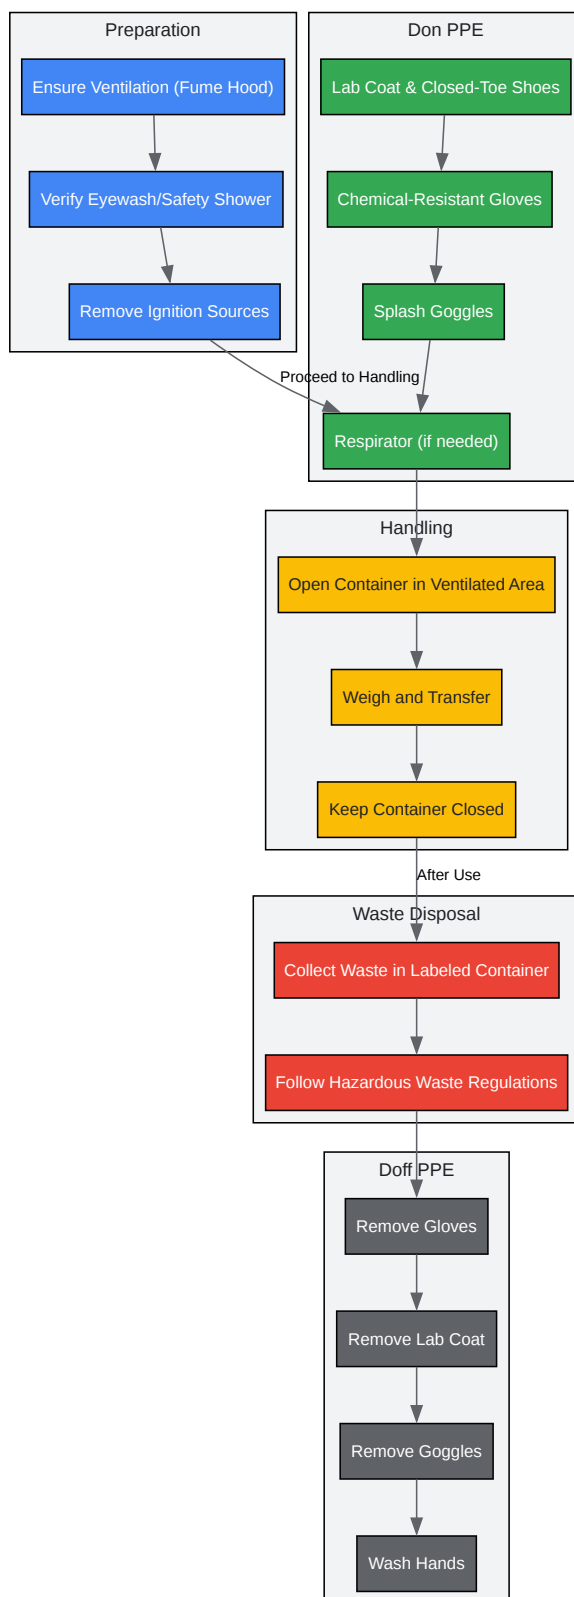 Preparation
Ensure Ventilation (Fume Hood)
Verify Eyewash/Safety Shower
Remove Ignition Sources
Don PPE
Lab Coat & Closed-Toe Shoes
Chemical-Resistant Gloves
Splash Goggles
Proceed to Handling
Respirator (if needed)
Handling
Open Container in Ventilated Area
Weigh and Transfer
Keep Container Closed
After Use
Waste Disposal
Collect Waste in Labeled Container
Follow Hazardous Waste Regulations
Doff PPE
Remove Gloves
Remove Lab Coat
Remove Goggles
Wash Hands